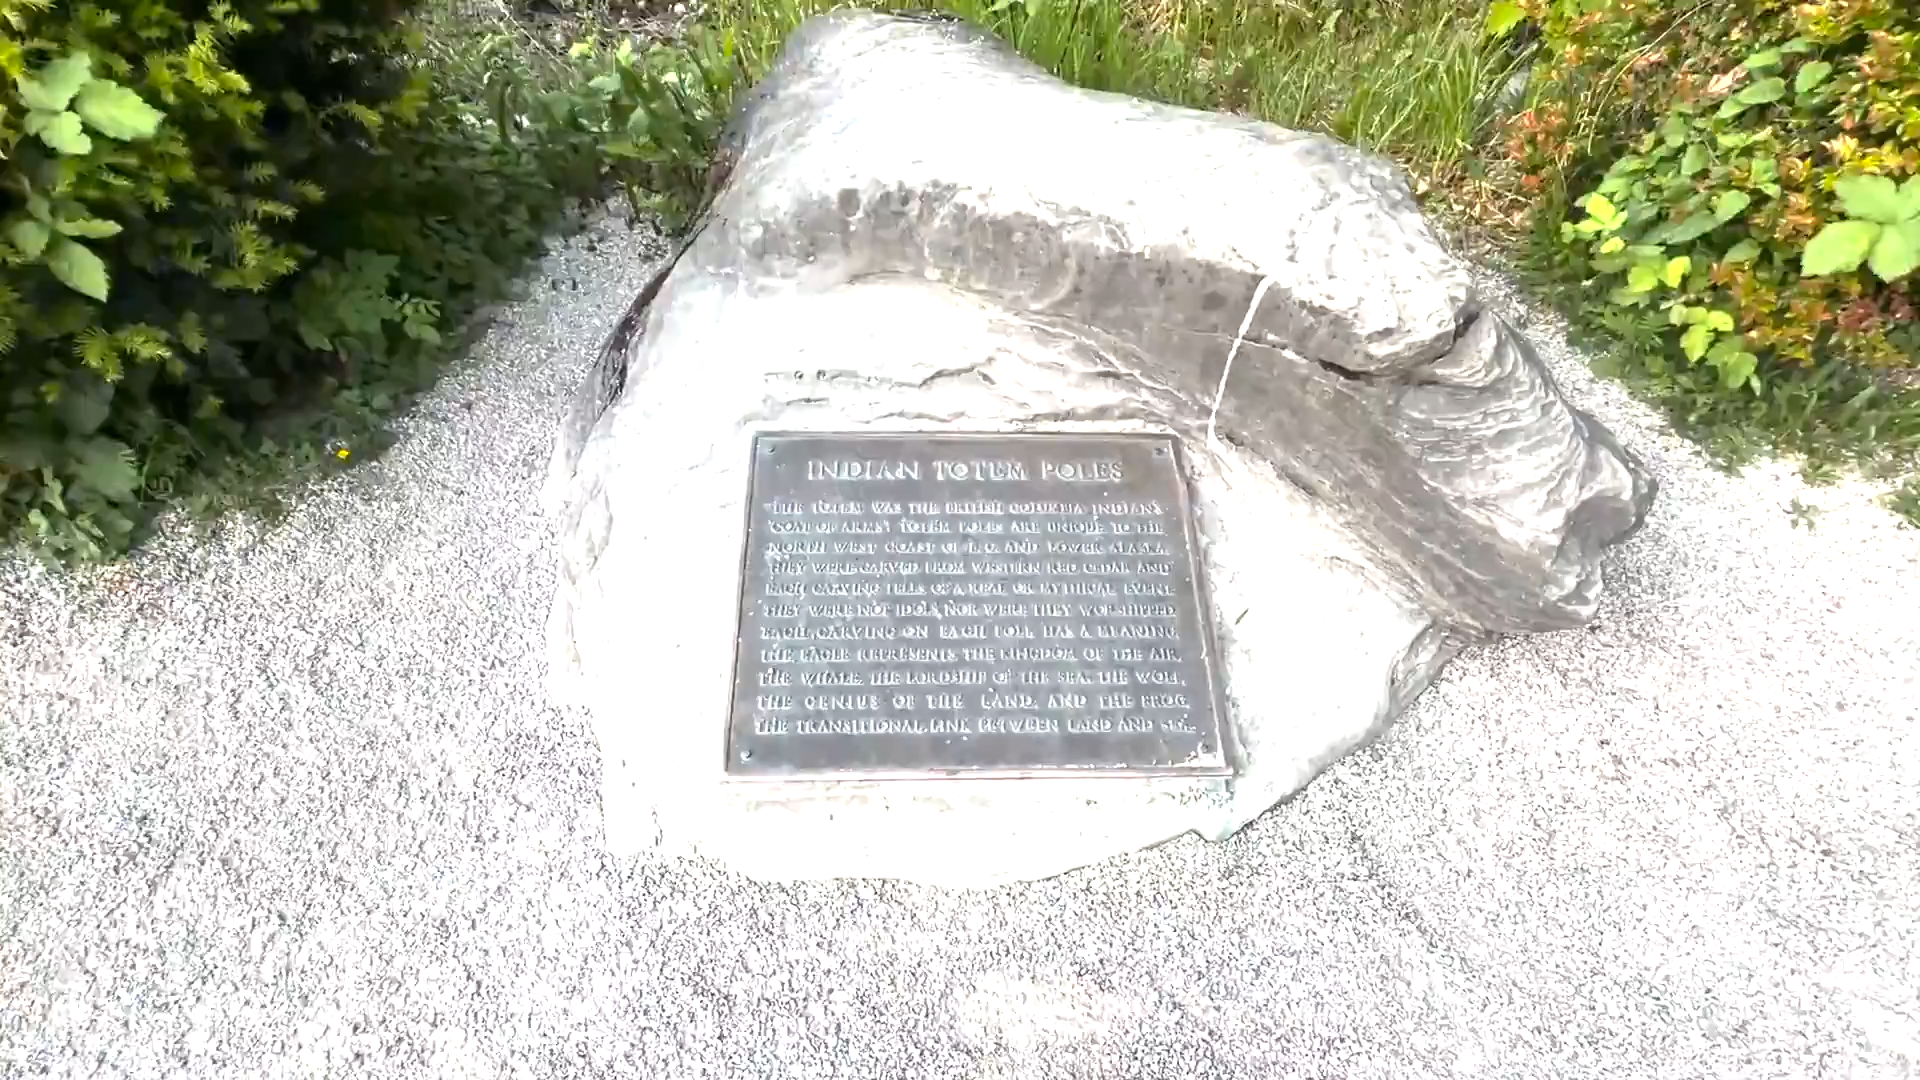 INDIAN TOTEM POLES
THE TOTEM WAS THE BRITISH COLUMBIA INDIAN'S
"COAT OF ARMS". TOTEM POLES ARE UNIQUE TO THE
NORTH WEST COAST OF B.C. AND LOWER ALASKA.
THEY WERE CARVED FROM WESTERN RED CEDAR AND
EACH CARVING TELLS OF A REAL OR MYTHICAL EVENT.
THEY WERE NOT IDOLS, NOR WERE THEY WORSHIPPED.
EACH CARVING ON EACH POLE HAS A MEANING.
THE EAGLE REPRESENTS THE KINGDOM OF THE AIR,
THE WHALE, THE LORDSHIP OF THE SEA, THE WOLF,
THE GENIUS OF THE LAND, AND THE FROG,
THE TRANSITIONAL LINK BETWEEN LAND AND SEA.